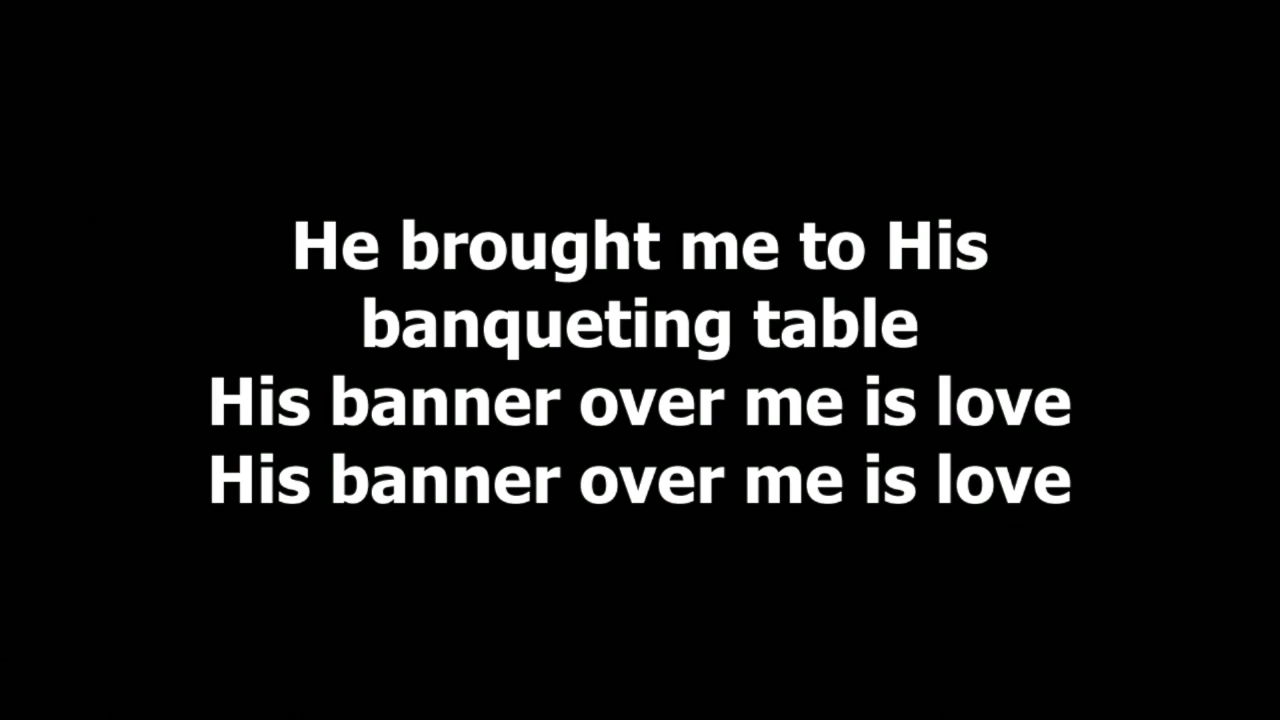 He brought me to His
banqueting table
His banner over me is love
His banner over me is love